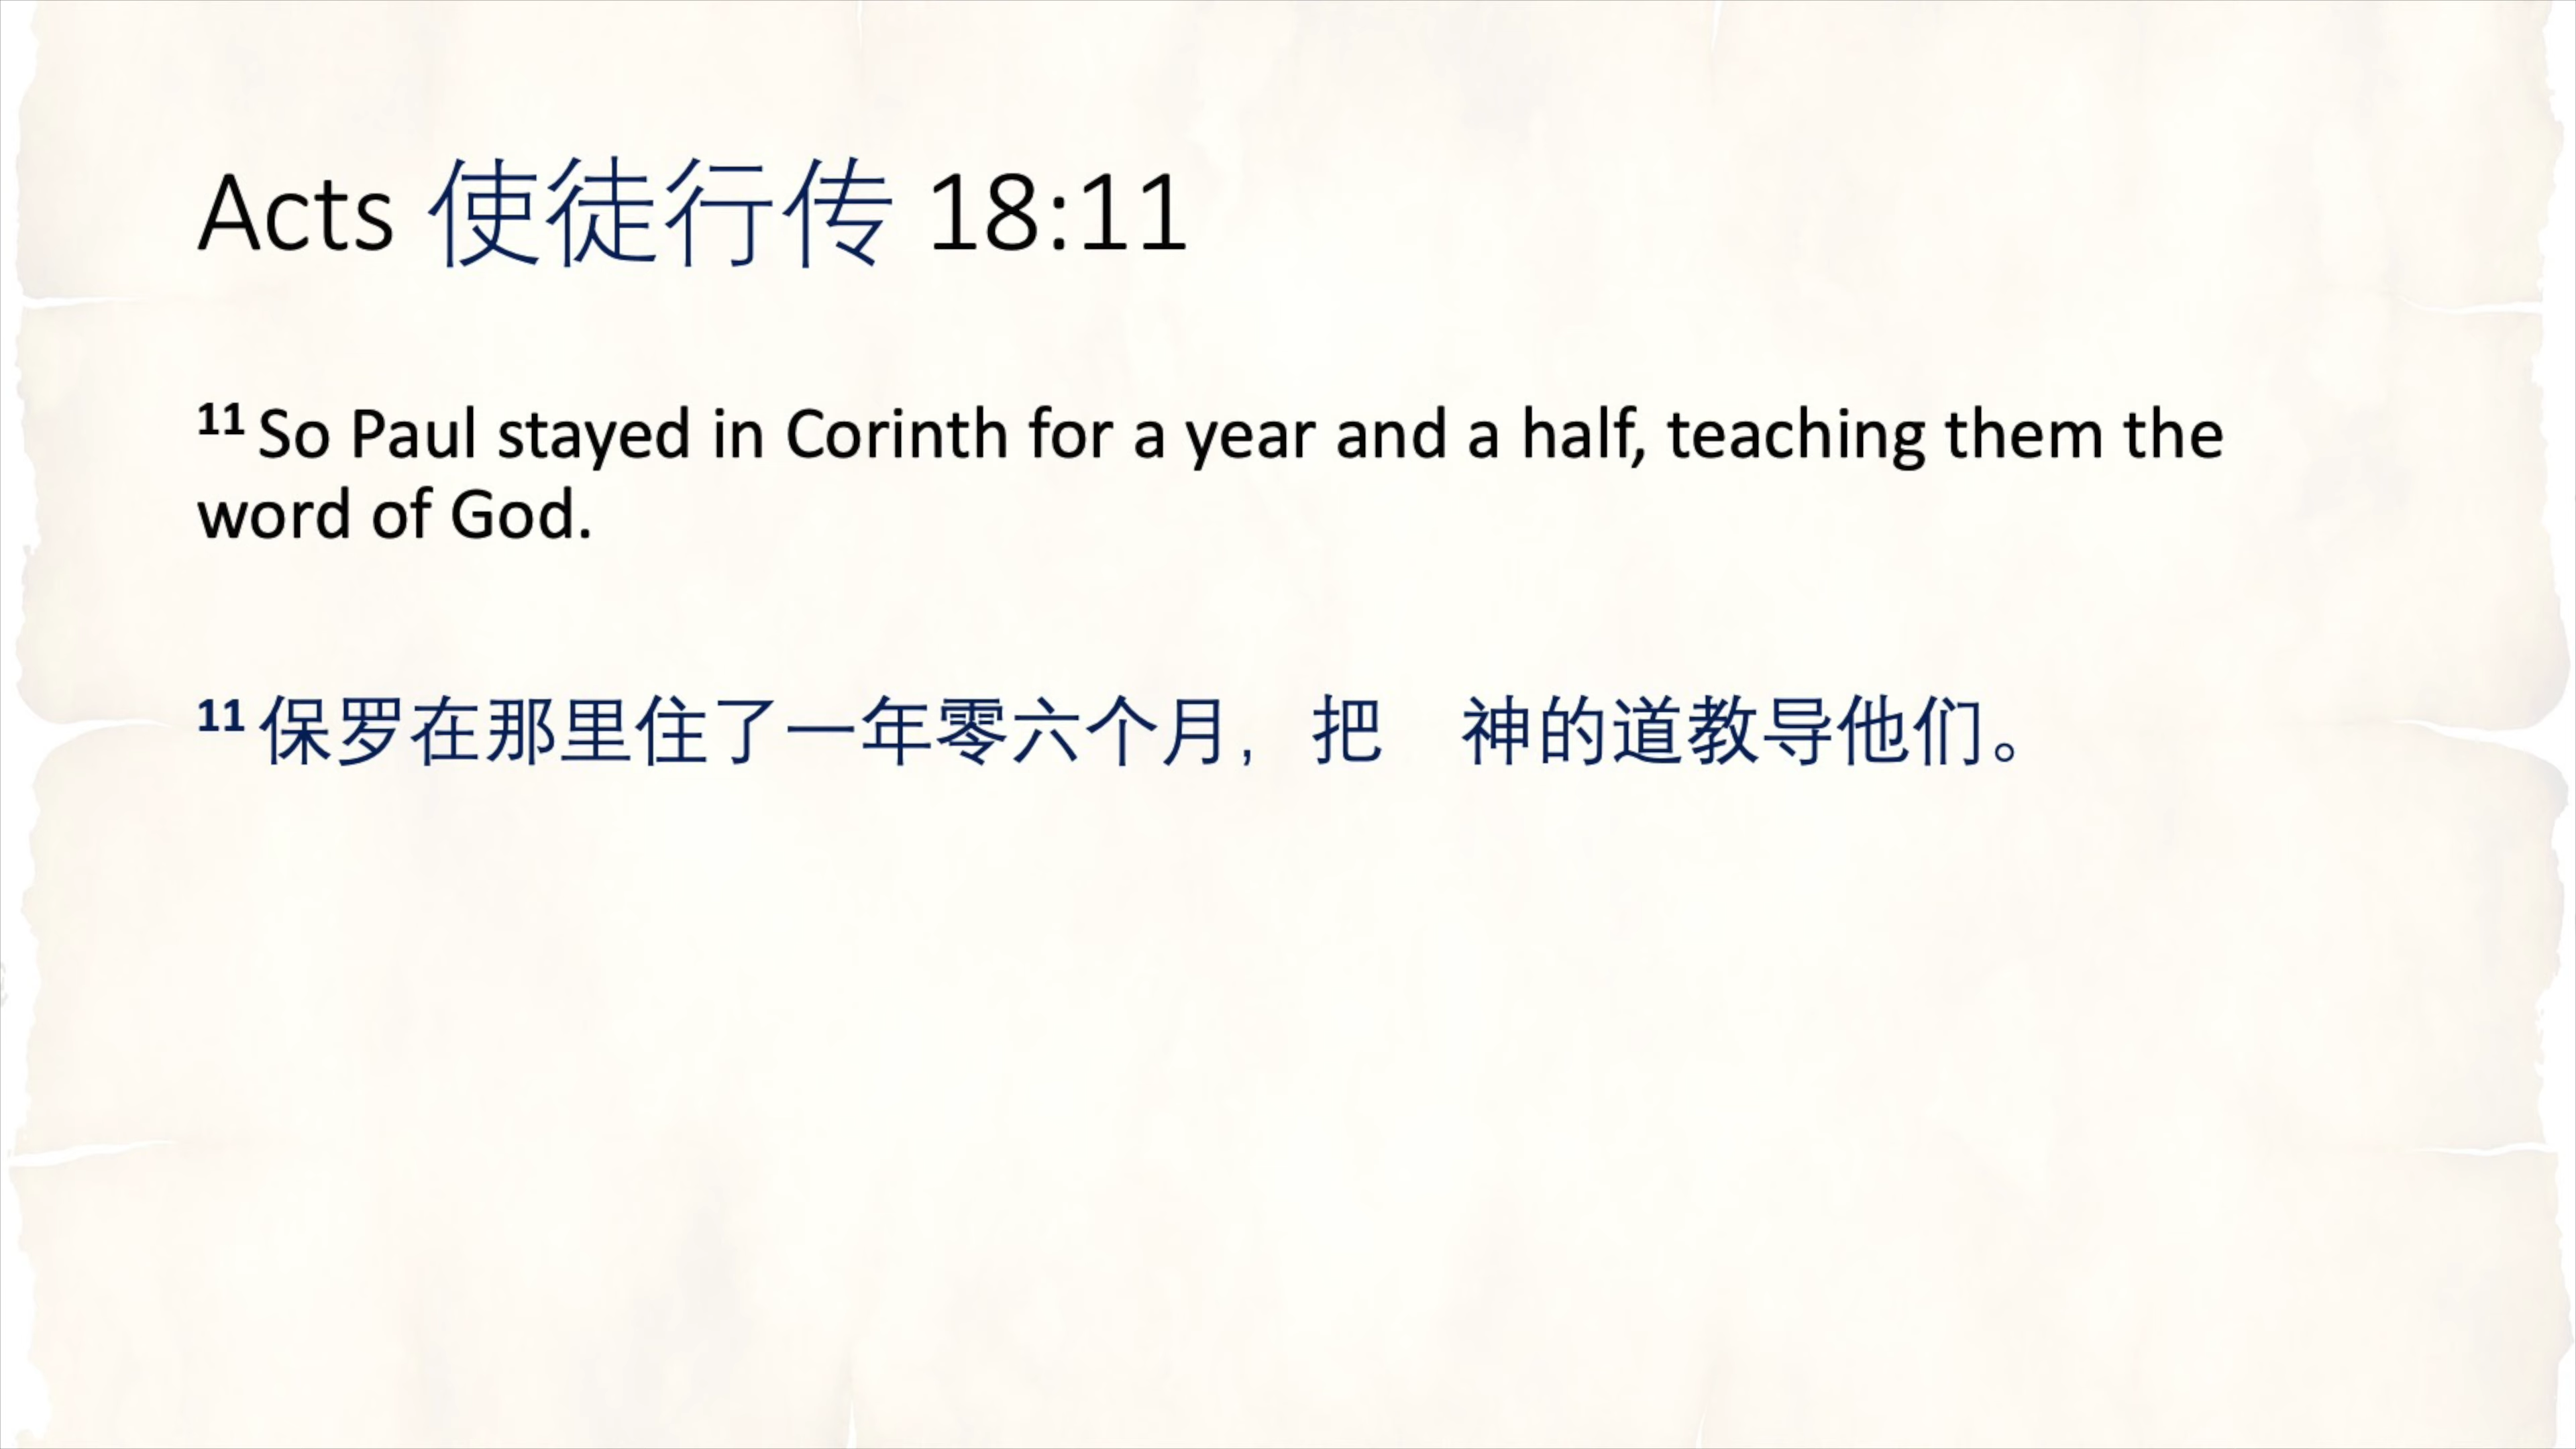 Acts 使徒行传 18:11
11 So Paul stayed in Corinth for a year and a half, teaching them the
word of God.
11 保罗在那里住了一年零六个月，把　神的道教导他们。